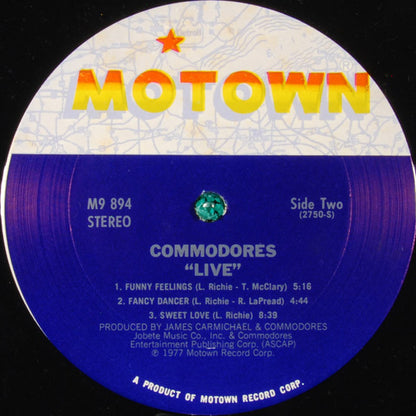 MOTOWN®
M9 894
STEREO
Side Two
(2750-S)
COMMODORES
"LIVE"
1. FUNNY FEELINGS (L. Richie - T. McClary) 5:16
2. FANCY DANCER (L. Richie - R. LaPread) 4:44
3. SWEET LOVE (L. Richie) 8:39
PRODUCED BY JAMES CARMICHAEL & COMMODORES
Jobete Music Co., Inc. & Commodores
Entertainment Publishing Corp. (ASCAP)
℗ 1977 Motown Record Corp.
A PRODUCT OF MOTOWN RECORD CORP.